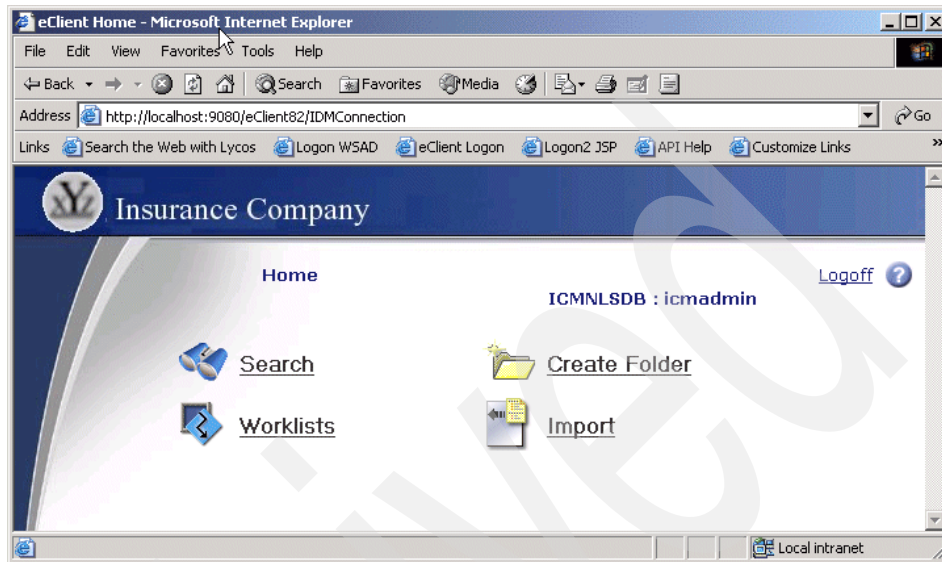 eClient Home - Microsoft Internet Explorer
File Edit View Favorites Tools Help
Back Search Favorites Media
Address http://localhost:9080/eClient82/IDMConnection Go
Links Search the Web with Lycos Logon WSAD eClient Logon Logon2 JSP API Help Customize Links »
XYZ Insurance Company
Home Logoff ?
ICMNLSDB : icmadmin
Search Create Folder
Worklists Import
Local intranet